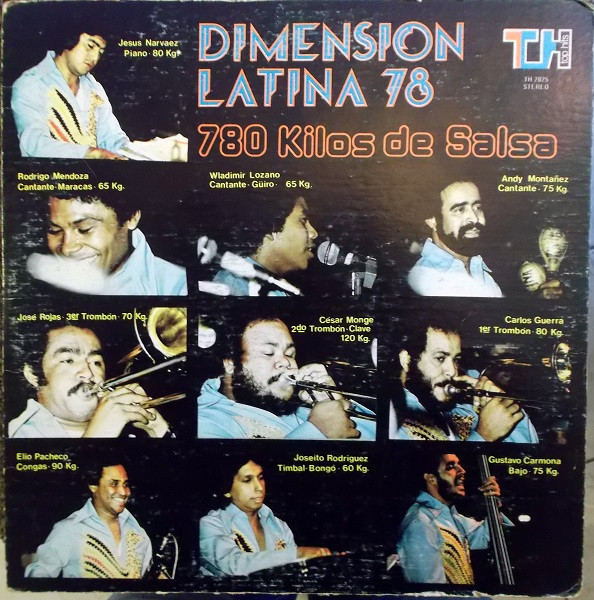 Jesus Narvaez
Piano - 80 Kg.
DIMENSION
LATINA 78
780 Kilos de Salsa
TH
top hits
TH 2025
STEREO
Rodrigo Mendoza
Cantante - Maracas - 65 Kg.
Wladimir Lozano
Cantante - Güiro - 65 Kg.
Andy Montañez
Cantante - 75 Kg.
José Rojas - 3er Trombón - 70 Kg.
César Monge
2do Trombón - Clave
120 Kg.
Carlos Guerra
1er Trombón - 80 Kg.
Elio Pacheco
Congas - 90 Kg.
Joseito Rodriguez
Timbal - Bongó - 60 Kg.
Gustavo Carmona
Bajo - 75 Kg.